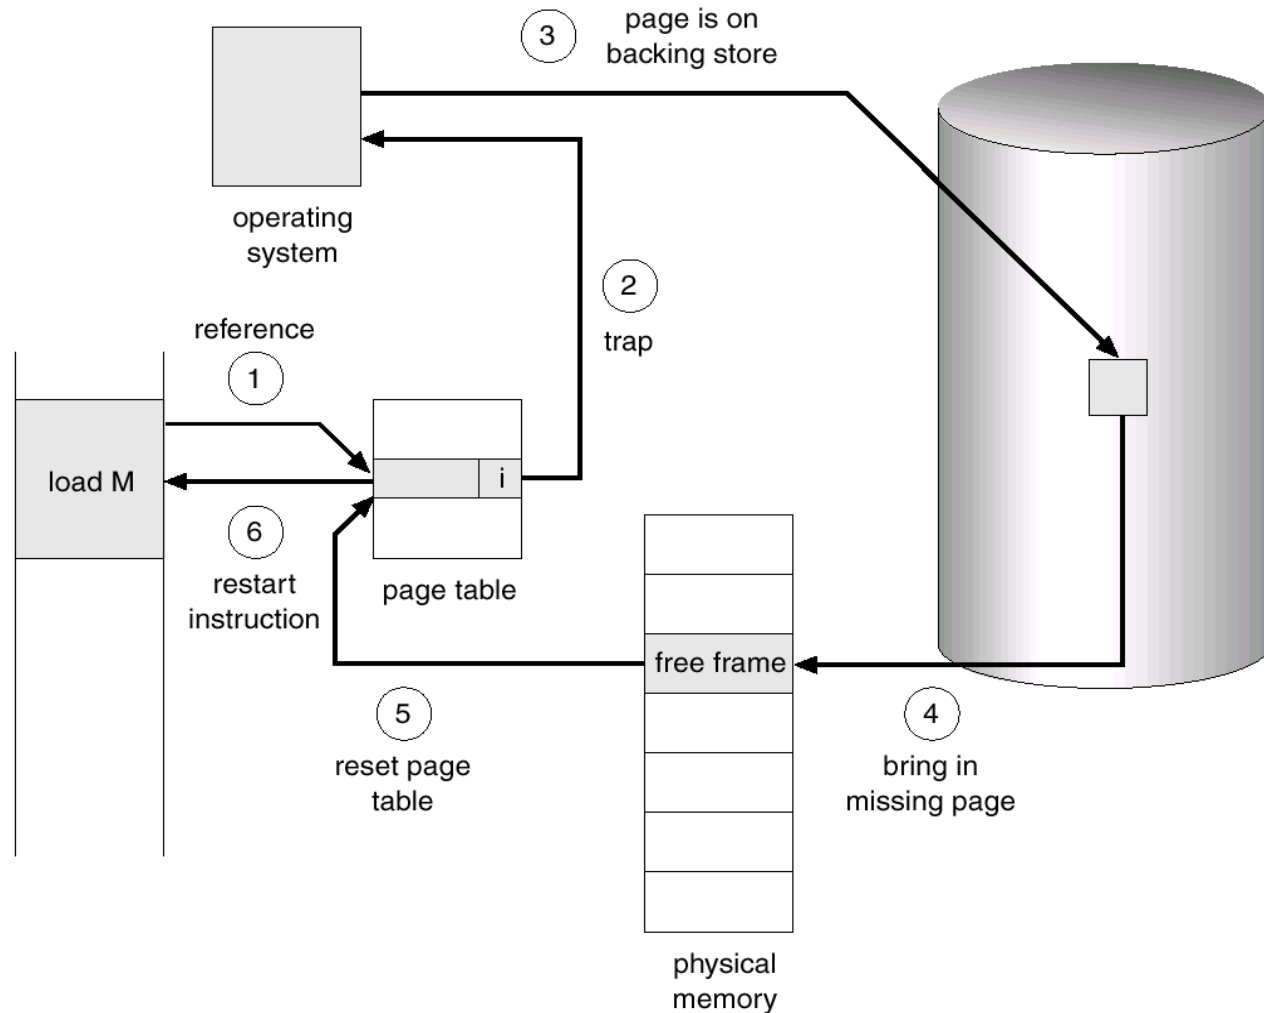 3
page is on
backing store
operating
system
2
trap
reference
1
load M
i
6
restart
instruction
page table
free frame
5
reset page
table
4
bring in
missing page
physical
memory